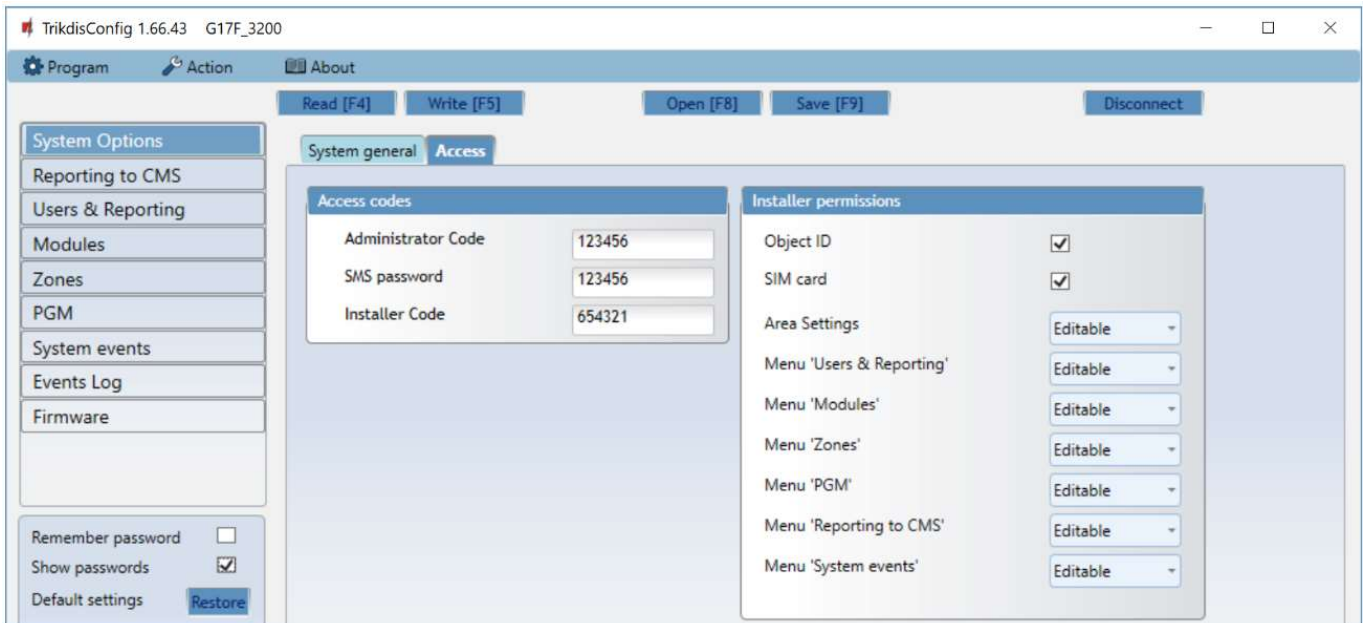 TrikdisConfig 1.66.43 G17F_3200
Program Action About
Read [F4] Write [F5] Open [F8] Save [F9] Disconnect
System Options
Reporting to CMS
Users & Reporting
Modules
Zones
PGM
System events
Events Log
Firmware
Remember password
Show passwords
Default settings Restore
System general Access
Access codes
Administrator Code 123456
SMS password 123456
Installer Code 654321
Installer permissions
Object ID
SIM card
Area Settings Editable
Menu 'Users & Reporting' Editable
Menu 'Modules' Editable
Menu 'Zones' Editable
Menu 'PGM' Editable
Menu 'Reporting to CMS' Editable
Menu 'System events' Editable